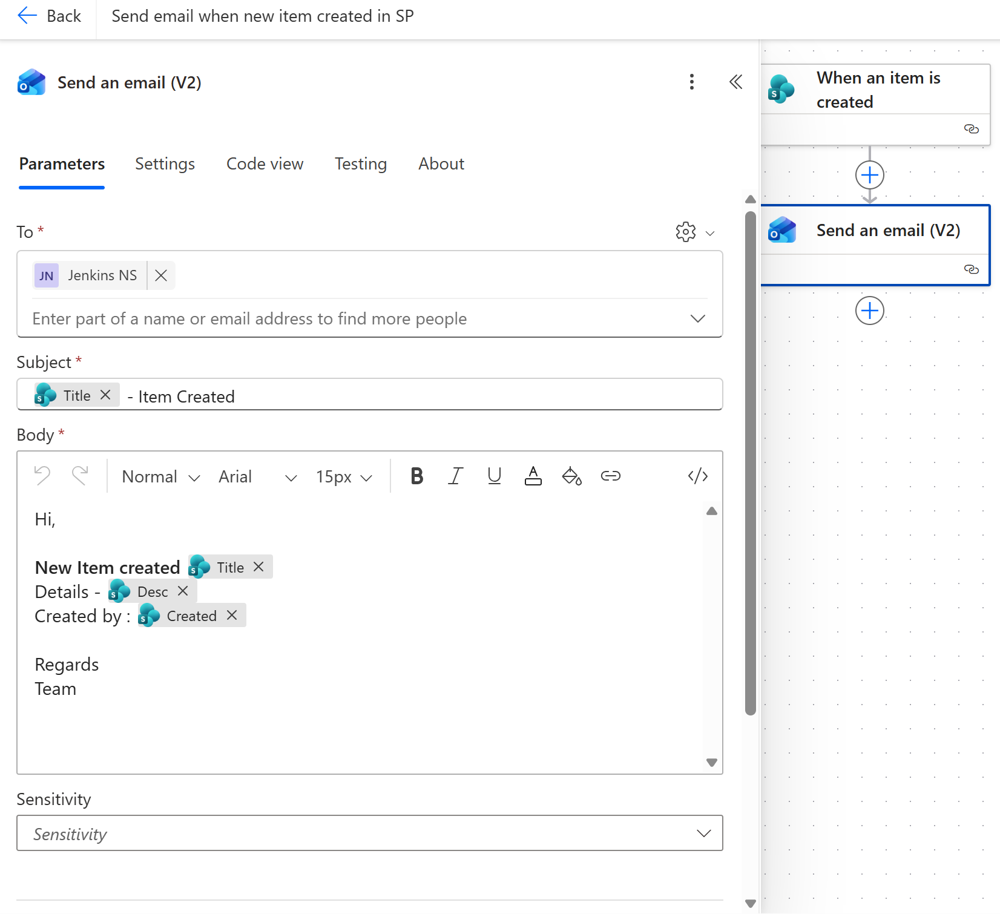 Back
Send email when new item created in SP
Send an email (V2)
Parameters
Settings
Code view
Testing
About
To *
JN Jenkins NS
Enter part of a name or email address to find more people
Subject *
Title - Item Created
Body *
Normal
Arial
15px
Hi,
New Item created Title
Details - Desc
Created by : Created
Regards
Team
Sensitivity
Sensitivity
When an item is
created
Send an email (V2)